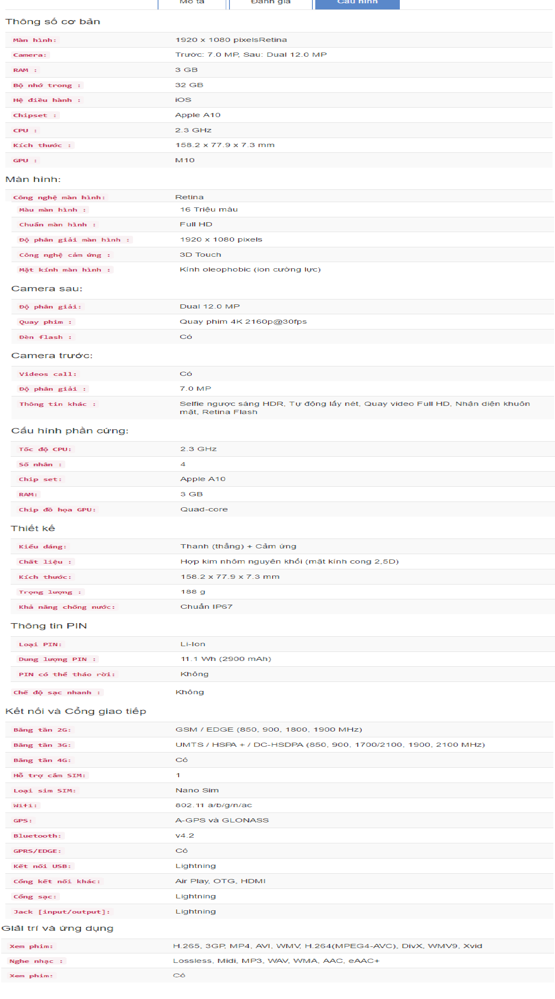 Mô tả Đánh giá Cấu hình
Thông số cơ bản
Màn hình: 1920 x 1080 pixelsRetina
Camera: Trước: 7.0 MP, Sau: Dual 12.0 MP
RAM : 3 GB
Bộ nhớ trong : 32 GB
Hệ điều hành : iOS
Chipset : Apple A10
CPU : 2.3 GHz
Kích thước : 158.2 x 77.9 x 7.3 mm
GPU : M10
Màn hình:
Công nghệ màn hình: Retina
Màu màn hình : 16 Triệu màu
Chuẩn màn hình : Full HD
Độ phân giải màn hình : 1920 x 1080 pixels
Công nghệ cảm ứng : 3D Touch
Mặt kính màn hình : Kính oleophobic (ion cường lực)
Camera sau:
Độ phân giải: Dual 12.0 MP
Quay phim : Quay phim 4K 2160p@30fps
Đèn flash : Có
Camera trước:
Videos call: Có
Độ phân giải : 7.0 MP
Thông tin khác : Selfie ngược sáng HDR, Tự động lấy nét, Quay video Full HD, Nhận diện khuôn
mặt, Retina Flash
Cấu hình phần cứng:
Tốc độ CPU: 2.3 GHz
Số nhân : 4
Chip set: Apple A10
RAM: 3 GB
Chip đồ họa GPU: Quad-core
Thiết kế
Kiểu dáng: Thanh (thẳng) + Cảm ứng
Chất liệu : Hợp kim nhôm nguyên khối (mặt kính cong 2,5D)
Kích thước: 158.2 x 77.9 x 7.3 mm
Trọng lượng : 188 g
Khả năng chống nước: Chuẩn IP67
Thông tin PIN
Loại PIN: Li-Ion
Dung lượng PIN : 11.1 Wh (2900 mAh)
PIN có thể tháo rời: Không
Chế độ sạc nhanh : Không
Kết nối và Cổng giao tiếp
Băng tần 2G: GSM / EDGE (850, 900, 1800, 1900 MHz)
Băng tần 3G: UMTS / HSPA + / DC-HSDPA (850, 900, 1700/2100, 1900, 2100 MHz)
Băng tần 4G: Có
Hỗ trợ cắm SIM: 1
Loại sim SIM: Nano Sim
Wifi: 802.11 a/b/g/n/ac
GPS: A-GPS và GLONASS
Bluetooth: v4.2
GPRS/EDGE: Có
Kết nối USB: Lightning
Cổng kết nối khác: Air Play, OTG, HDMI
Cổng sạc: Lightning
Jack [input/output]: Lightning
Giải trí và ứng dụng
Xem phim: H.265, 3GP, MP4, AVI, WMV, H.264(MPEG4-AVC), DivX, WMV9, Xvid
Nghe nhạc : Lossless, Midi, MP3, WAV, WMA, AAC, eAAC+
Xem phim: Có